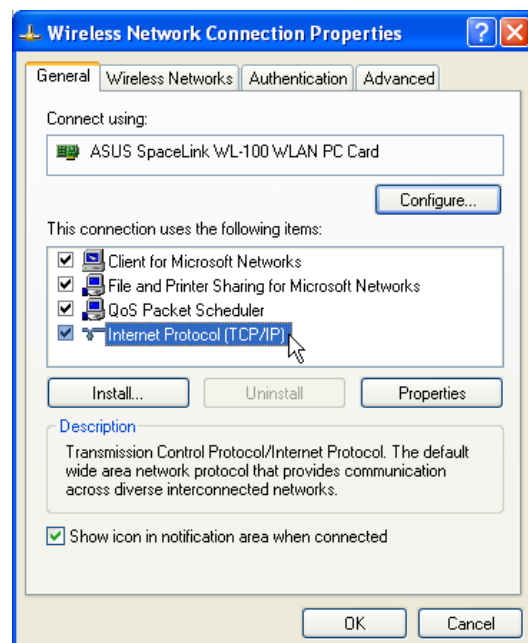 Wireless Network Connection Properties
General
Wireless Networks
Authentication
Advanced
Connect using:
ASUS SpaceLink WL-100 WLAN PC Card
Configure...
This connection uses the following items:
Client for Microsoft Networks
File and Printer Sharing for Microsoft Networks
QoS Packet Scheduler
Internet Protocol (TCP/IP)
Install...
Uninstall
Properties
Description
Transmission Control Protocol/Internet Protocol. The default
wide area network protocol that provides communication
across diverse interconnected networks.
Show icon in notification area when connected
OK
Cancel